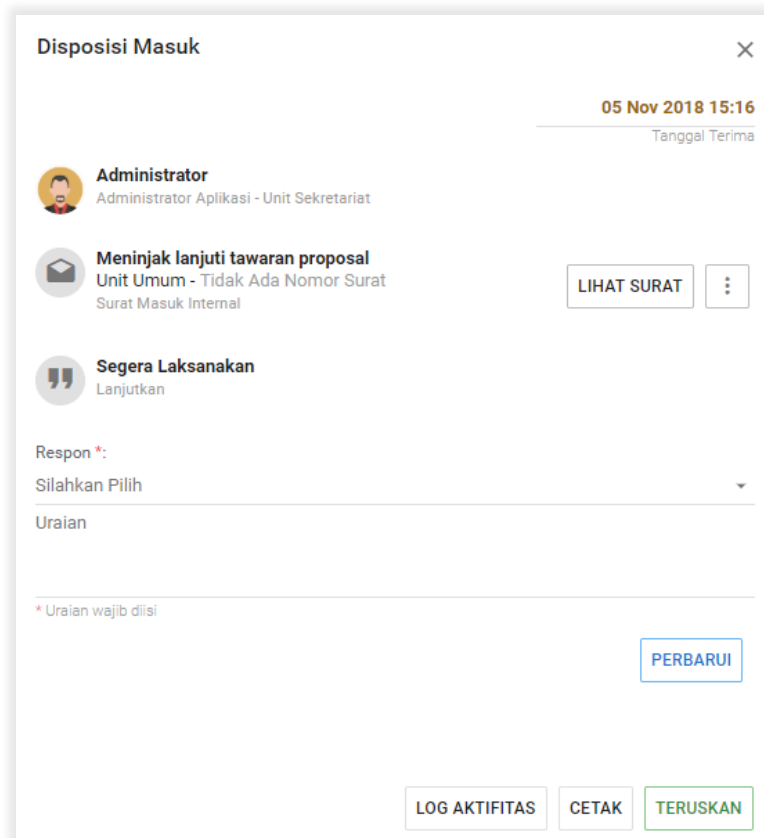 Disposisi Masuk
05 Nov 2018 15:16
Tanggal Terima
Administrator
Administrator Aplikasi - Unit Sekretariat
Meninjak lanjuti tawaran proposal
Unit Umum - Tidak Ada Nomor Surat
Surat Masuk Internal
LIHAT SURAT
Segera Laksanakan
Lanjutkan
Respon *:
Silahkan Pilih
Uraian
* Uraian wajib diisi
PERBARUI
LOG AKTIFITAS CETAK TERUSKAN